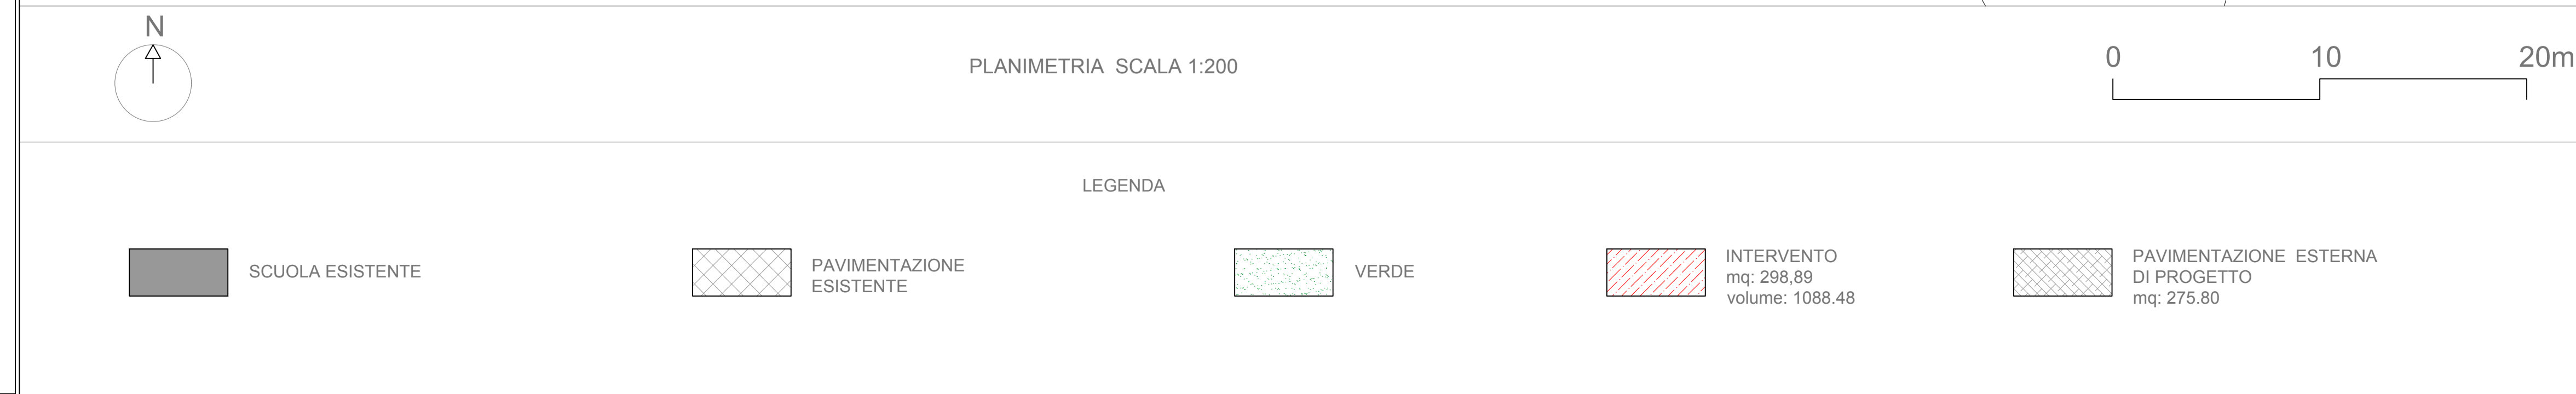 N
PLANIMETRIA SCALA 1:200
0 10 20m
LEGENDA
SCUOLA ESISTENTE
PAVIMENTAZIONE
ESISTENTE
VERDE
INTERVENTO
mq: 298,89
volume: 1088.48
PAVIMENTAZIONE ESTERNA
DI PROGETTO
mq: 275.80